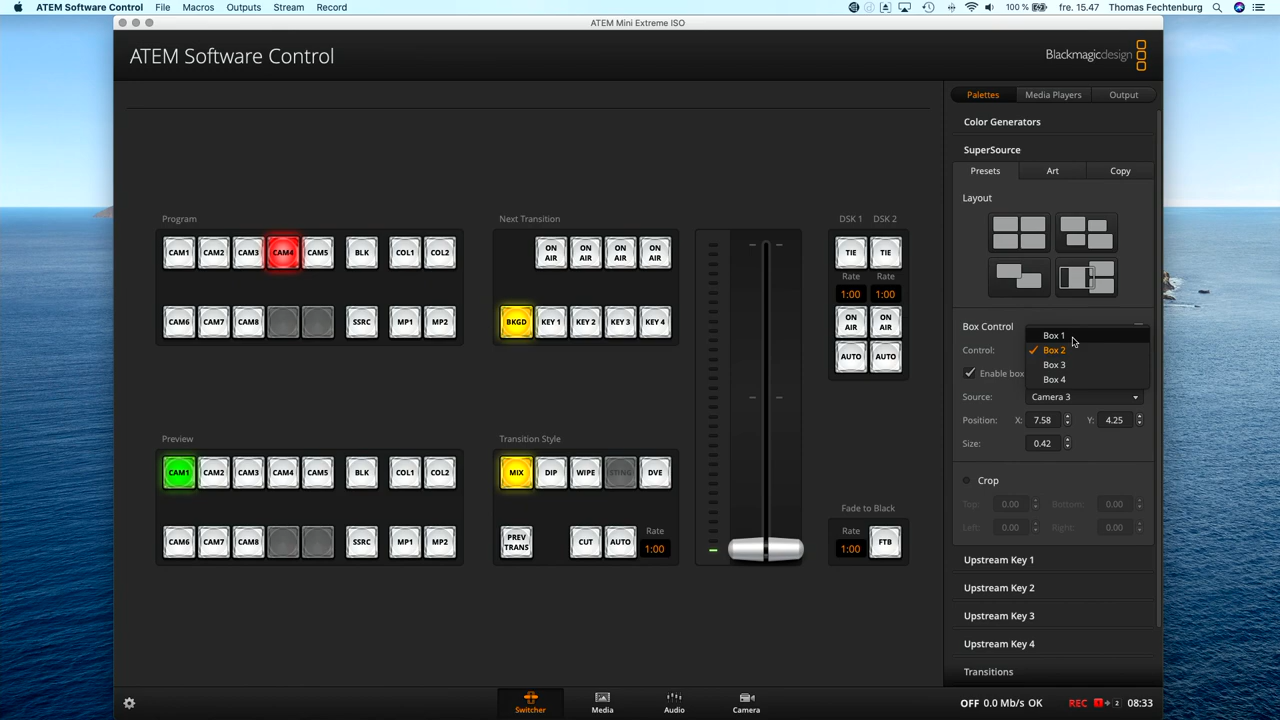 ATEM Software Control File Macros Outputs Stream Record 100 % fre. 15.47 Thomas Fechtenburg
ATEM Mini Extreme ISO
ATEM Software Control
Blackmagicdesign
Palettes Media Players Output
Color Generators
SuperSource
Presets Art Copy
Layout
Program
CAM1 CAM2 CAM3 CAM4 CAM5 BLK COL1 COL2
CAM6 CAM7 CAM8 SSRC MP1 MP2
Next Transition
ON AIR ON AIR ON AIR ON AIR
BKGD KEY 1 KEY 2 KEY 3 KEY 4
DSK 1 DSK 2
TIE TIE
Rate Rate
1:00 1:00
ON AIR ON AIR
AUTO AUTO
Box Control
Control:
Box 1
Box 2
Box 3
Box 4
Enable box
Source: Camera 3
Position: X: 7.58 Y: 4.25
Size: 0.42
Crop
Top: 0.00 Bottom: 0.00
Left: 0.00 Right: 0.00
Upstream Key 1
Upstream Key 2
Upstream Key 3
Upstream Key 4
Transitions
Preview
CAM1 CAM2 CAM3 CAM4 CAM5 BLK COL1 COL2
CAM6 CAM7 CAM8 SSRC MP1 MP2
Transition Style
MIX DIP WIPE STING DVE
PREV TRANS CUT AUTO Rate 1:00
Fade to Black
Rate
1:00 FTB
Switcher Media Audio Camera
OFF 0.0 Mb/s OK REC 1 2 08:33